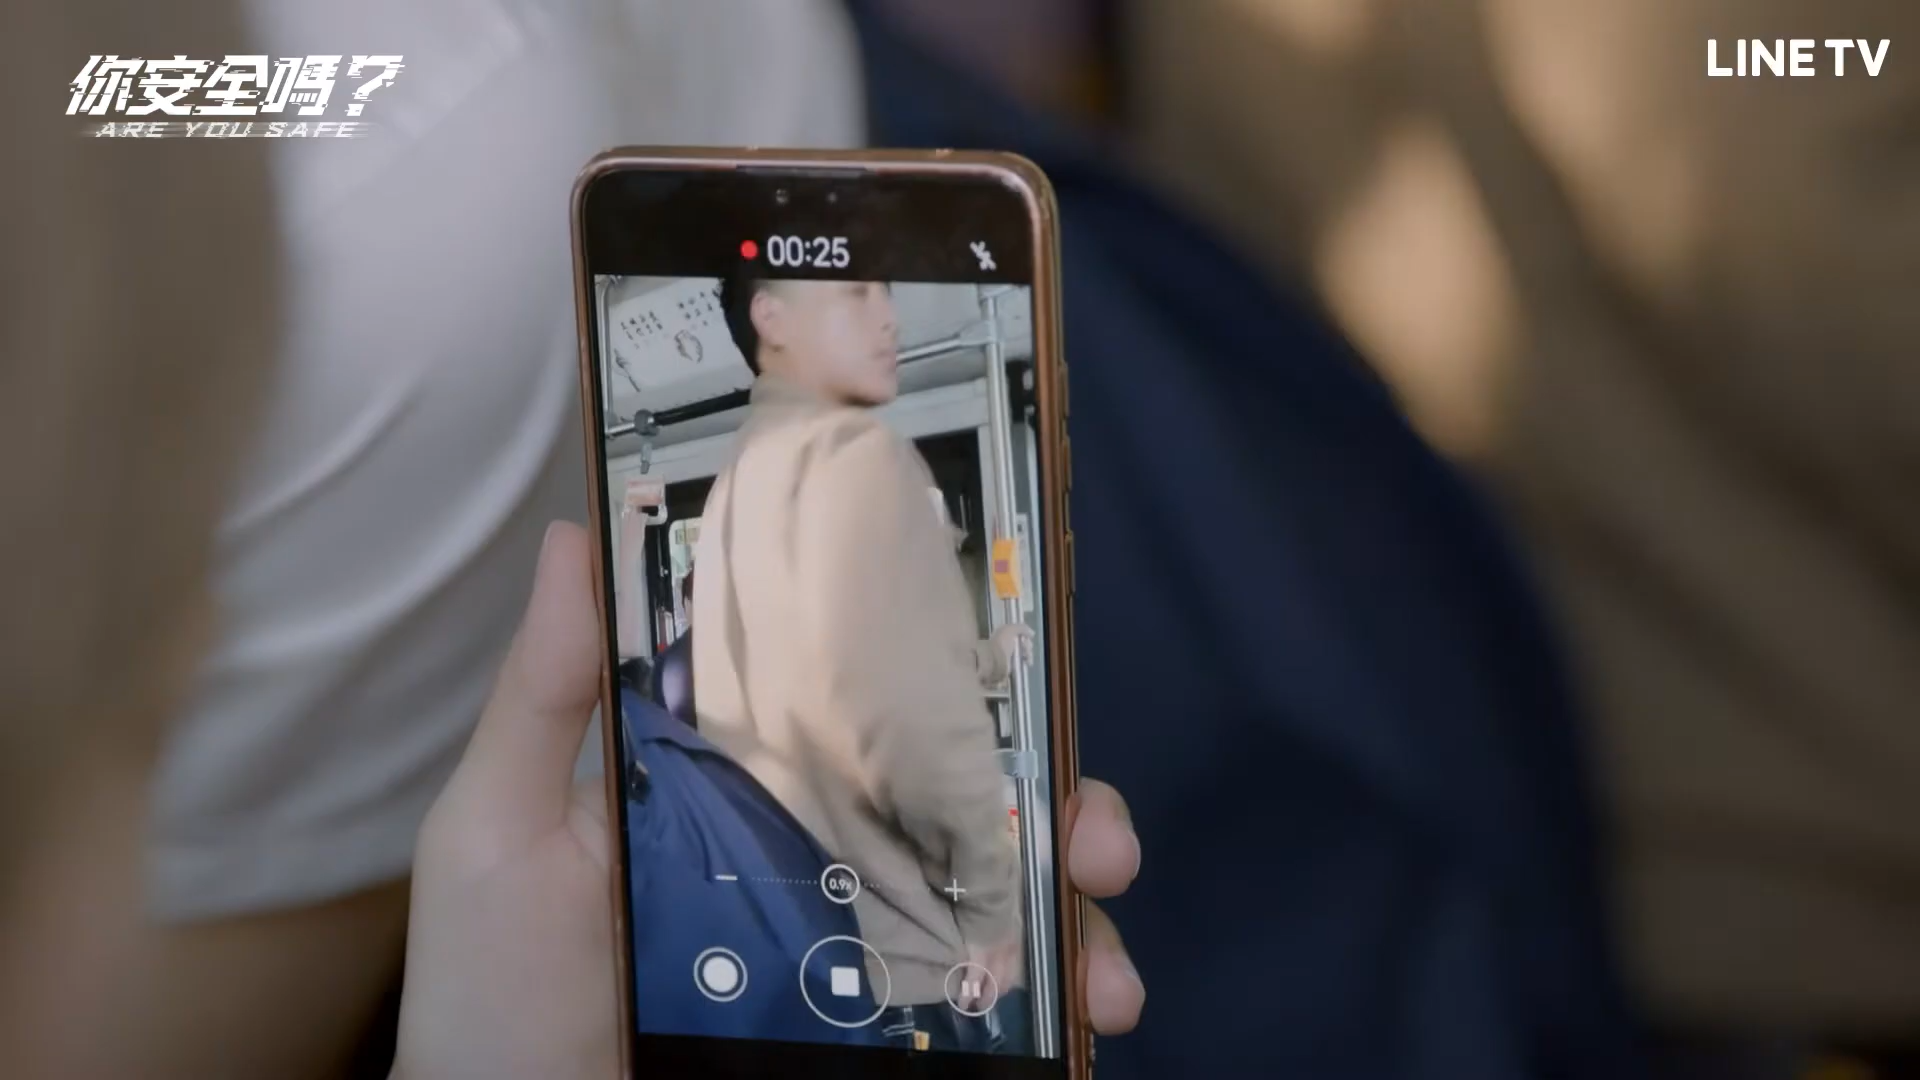 你安全嗎?
ARE YOU SAFE
LINE TV
00:25
0.9x